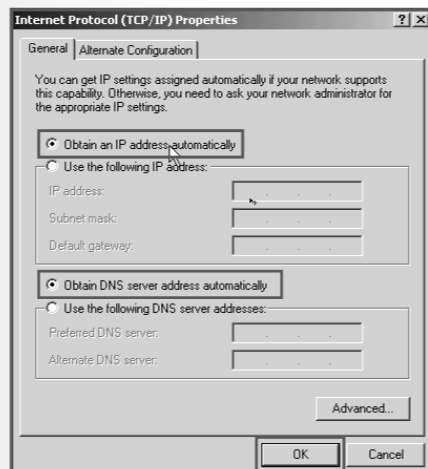 Internet Protocol (TCP/IP) Properties
General
Alternate Configuration
You can get IP settings assigned automatically if your network supports
this capability. Otherwise, you need to ask your network administrator for
the appropriate IP settings.
Obtain an IP address automatically
Use the following IP address:
IP address:
Subnet mask:
Default gateway:
Obtain DNS server address automatically
Use the following DNS server addresses:
Preferred DNS server:
Alternate DNS server:
Advanced...
OK
Cancel